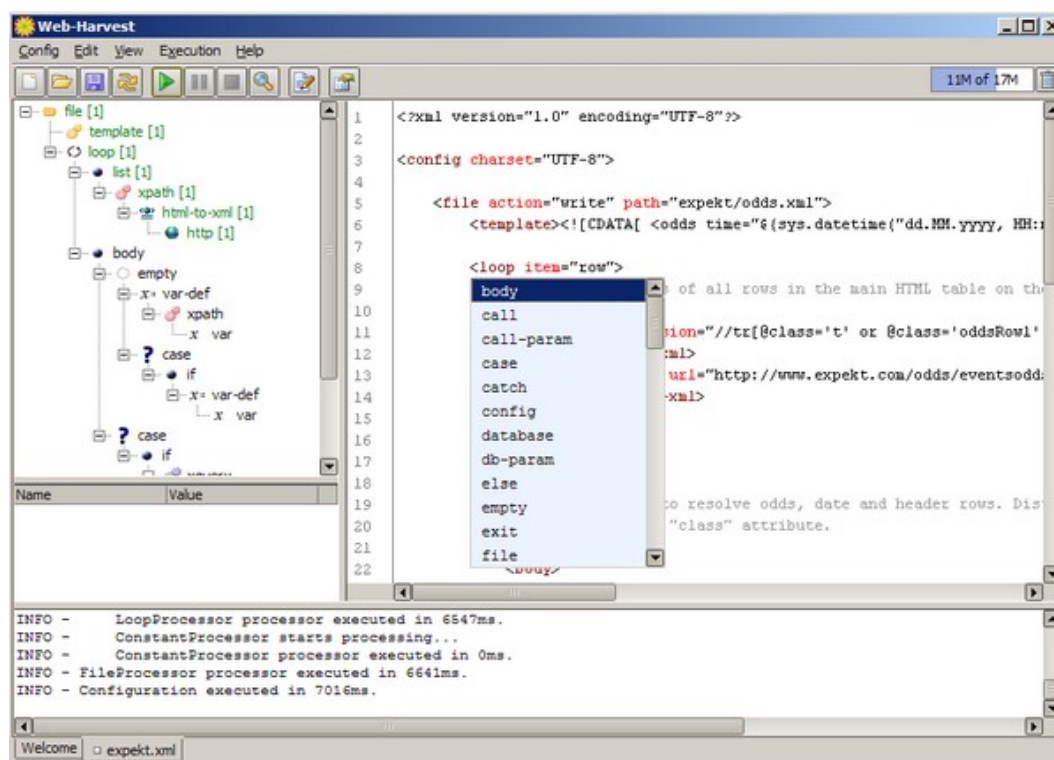 Web-Harvest
Config Edit View Execution Help
11M of 17M
file [1]
template [1]
loop [1]
list [1]
xpath [1]
html-to-xml [1]
http [1]
body
empty
x= var-def
xpath
x var
? case
if
x= var-def
x var
? case
if
Name Value
1 <?xml version="1.0" encoding="UTF-8"?>
2
3 <config charset="UTF-8">
4
5 <file action="write" path="expekt/odds.xml">
6 <template><![CDATA[ <odds time="${sys.datetime("dd.MM.yyyy, HH:
7
8 <loop item="row">
9 s of all rows in the main HTML table on the
10
11 sion="//tr[@class='t' or @class='oddsRow1'
12 xml>
13 url="http://www.expekt.com/odds/eventsodd
14 -xml>
15
16
17
18
19 to resolve odds, date and header rows. Dis
20 "class" attribute.
21
22 <body>
body
call
call-param
case
catch
config
database
db-param
else
empty
exit
file
INFO - LoopProcessor processor executed in 6547ms.
INFO - ConstantProcessor starts processing...
INFO - ConstantProcessor processor executed in 0ms.
INFO - FileProcessor processor executed in 6641ms.
INFO - Configuration executed in 7016ms.
Welcome expekt.xml